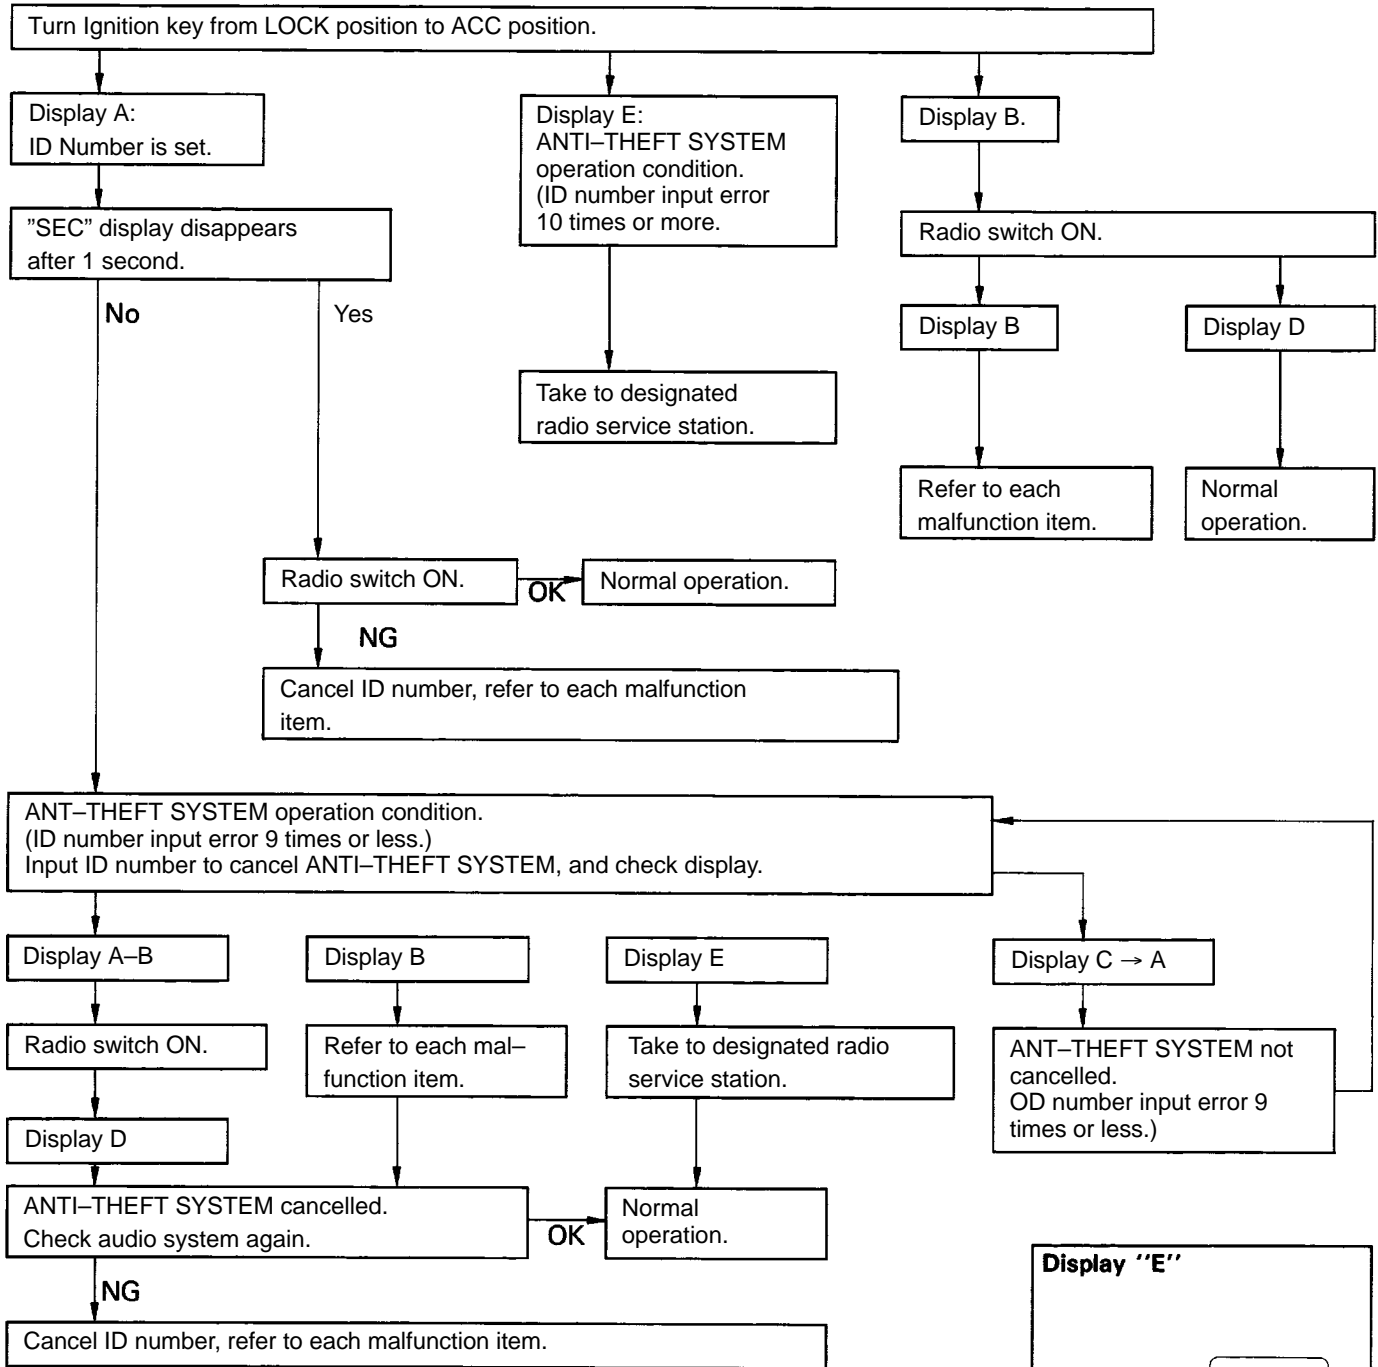 Turn Ignition key from LOCK position to ACC position.
Display A:
ID Number is set.
Display E:
ANTI–THEFT SYSTEM
operation condition.
(ID number input error
10 times or more.
Display B.
”SEC” display disappears
after 1 second.
Radio switch ON.
No
Yes
Display B
Display D
Take to designated
radio service station.
Refer to each
malfunction item.
Normal
operation.
Radio switch ON.
OK
Normal operation.
NG
Cancel ID number, refer to each malfunction
item.
ANT–THEFT SYSTEM operation condition.
(ID number input error 9 times or less.)
Input ID number to cancel ANTI–THEFT SYSTEM, and check display.
Display A–B
Display B
Display E
Display C → A
Radio switch ON.
Refer to each mal–
function item.
Take to designated radio
service station.
ANT–THEFT SYSTEM not
cancelled.
OD number input error 9
times or less.)
Display D
ANTI–THEFT SYSTEM cancelled.
Check audio system again.
OK
Normal
operation.
NG
Cancel ID number, refer to each malfunction item.
Display ''E''